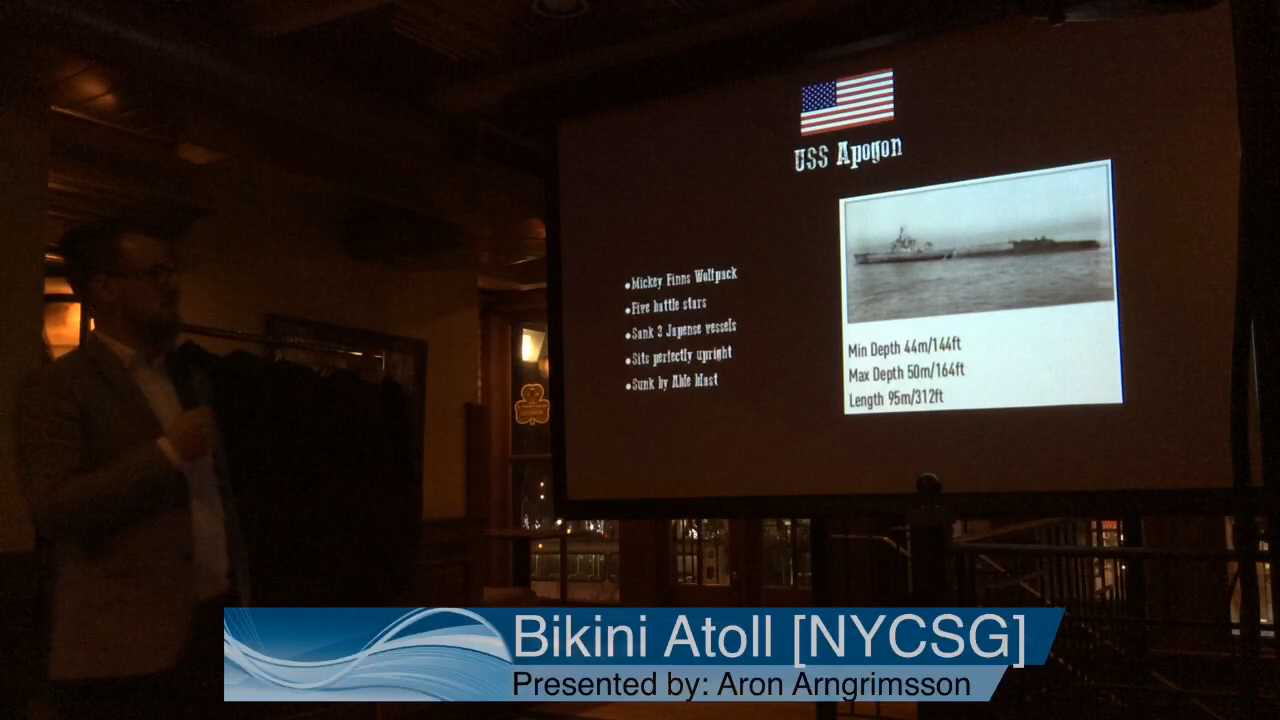 USS Apogon
•Mickey Finns Wolfpack
•Five battle stars
•Sank 3 Japense vessels
•Sits perfectly upright
•Sunk by Able blast
Min Depth 44m/144ft
Max Depth 50m/164ft
Length 95m/312ft
Bikini Atoll [NYCSG]
Presented by: Aron Arngrimsson